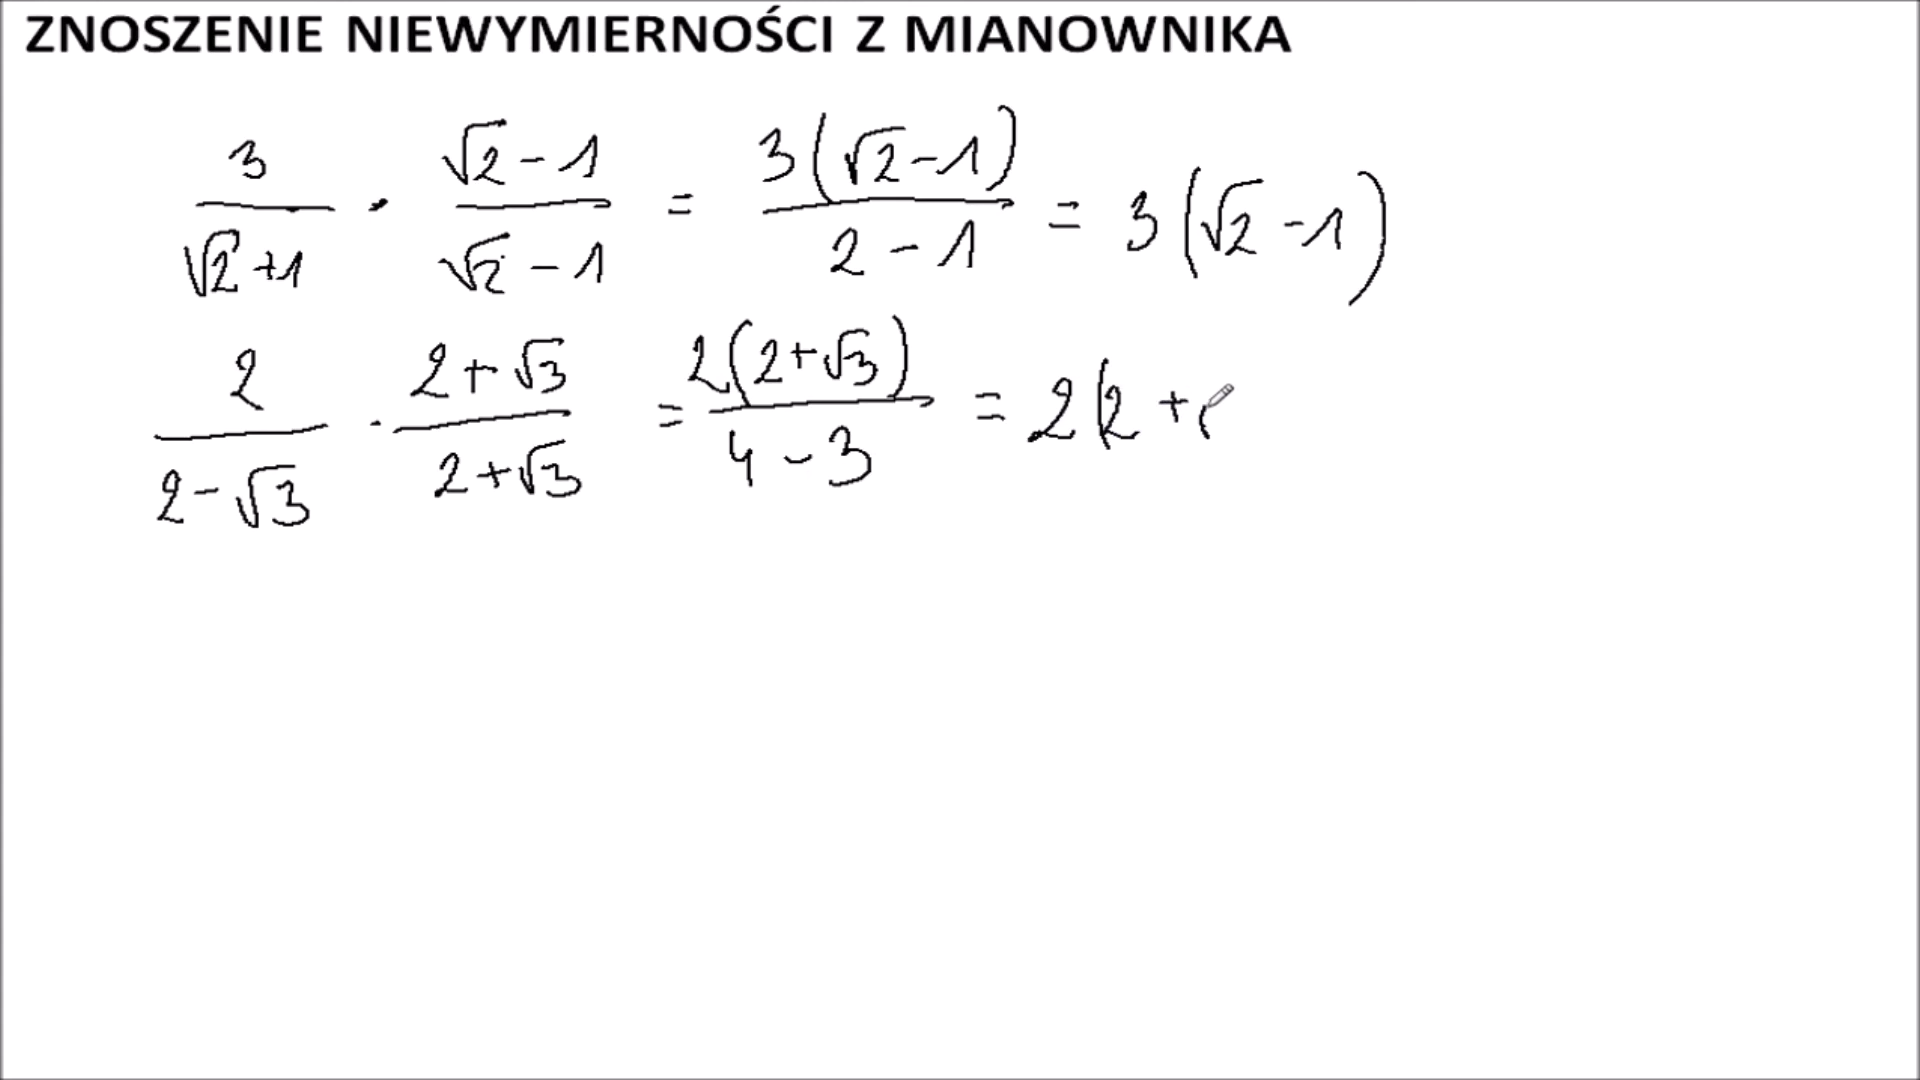 ZNOSZENIE NIEWYMIERNOŚCI Z MIANOWNIKA
3/(√2+1) · (√2-1)/(√2-1) = 3(√2-1)/(2-1) = 3(√2-1)
2/(2-√3) · (2+√3)/(2+√3) = 2(2+√3)/(4-3) = 2(2+